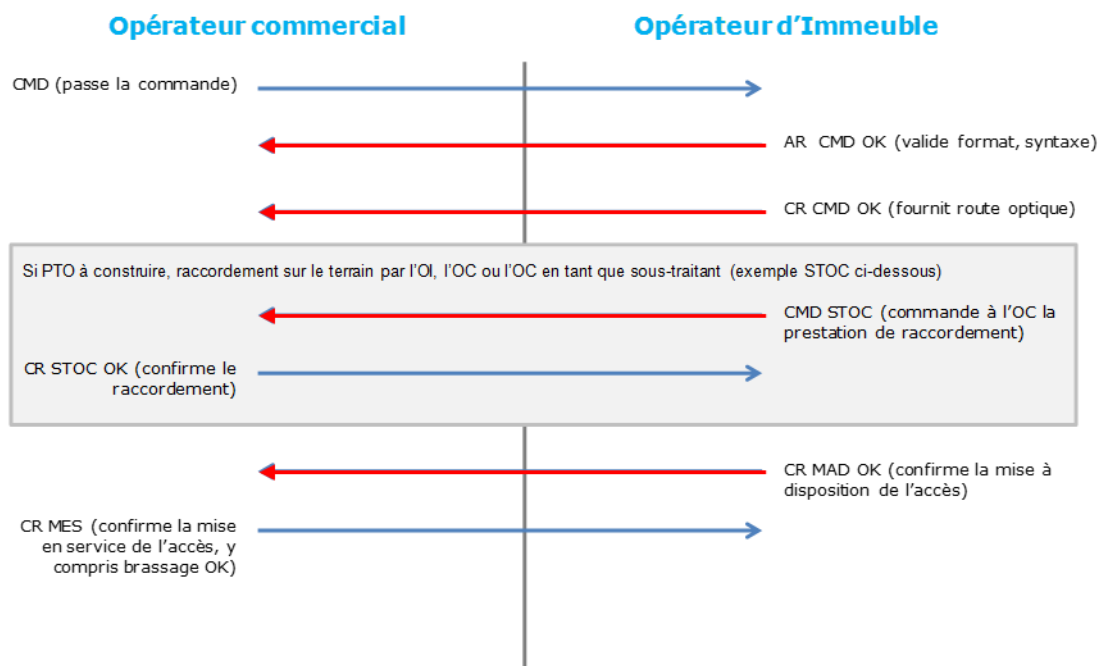 Opérateur commercial
Opérateur d'Immeuble
CMD (passe la commande)
AR CMD OK (valide format, syntaxe)
CR CMD OK (fournit route optique)
Si PTO à construire, raccordement sur le terrain par l'OI, l'OC ou l'OC en tant que sous-traitant (exemple STOC ci-dessous)
CMD STOC (commande à l'OC la
prestation de raccordement)
CR STOC OK (confirme le
raccordement)
CR MAD OK (confirme la mise à
disposition de l'accès)
CR MES (confirme la mise
en service de l'accès, y
compris brassage OK)